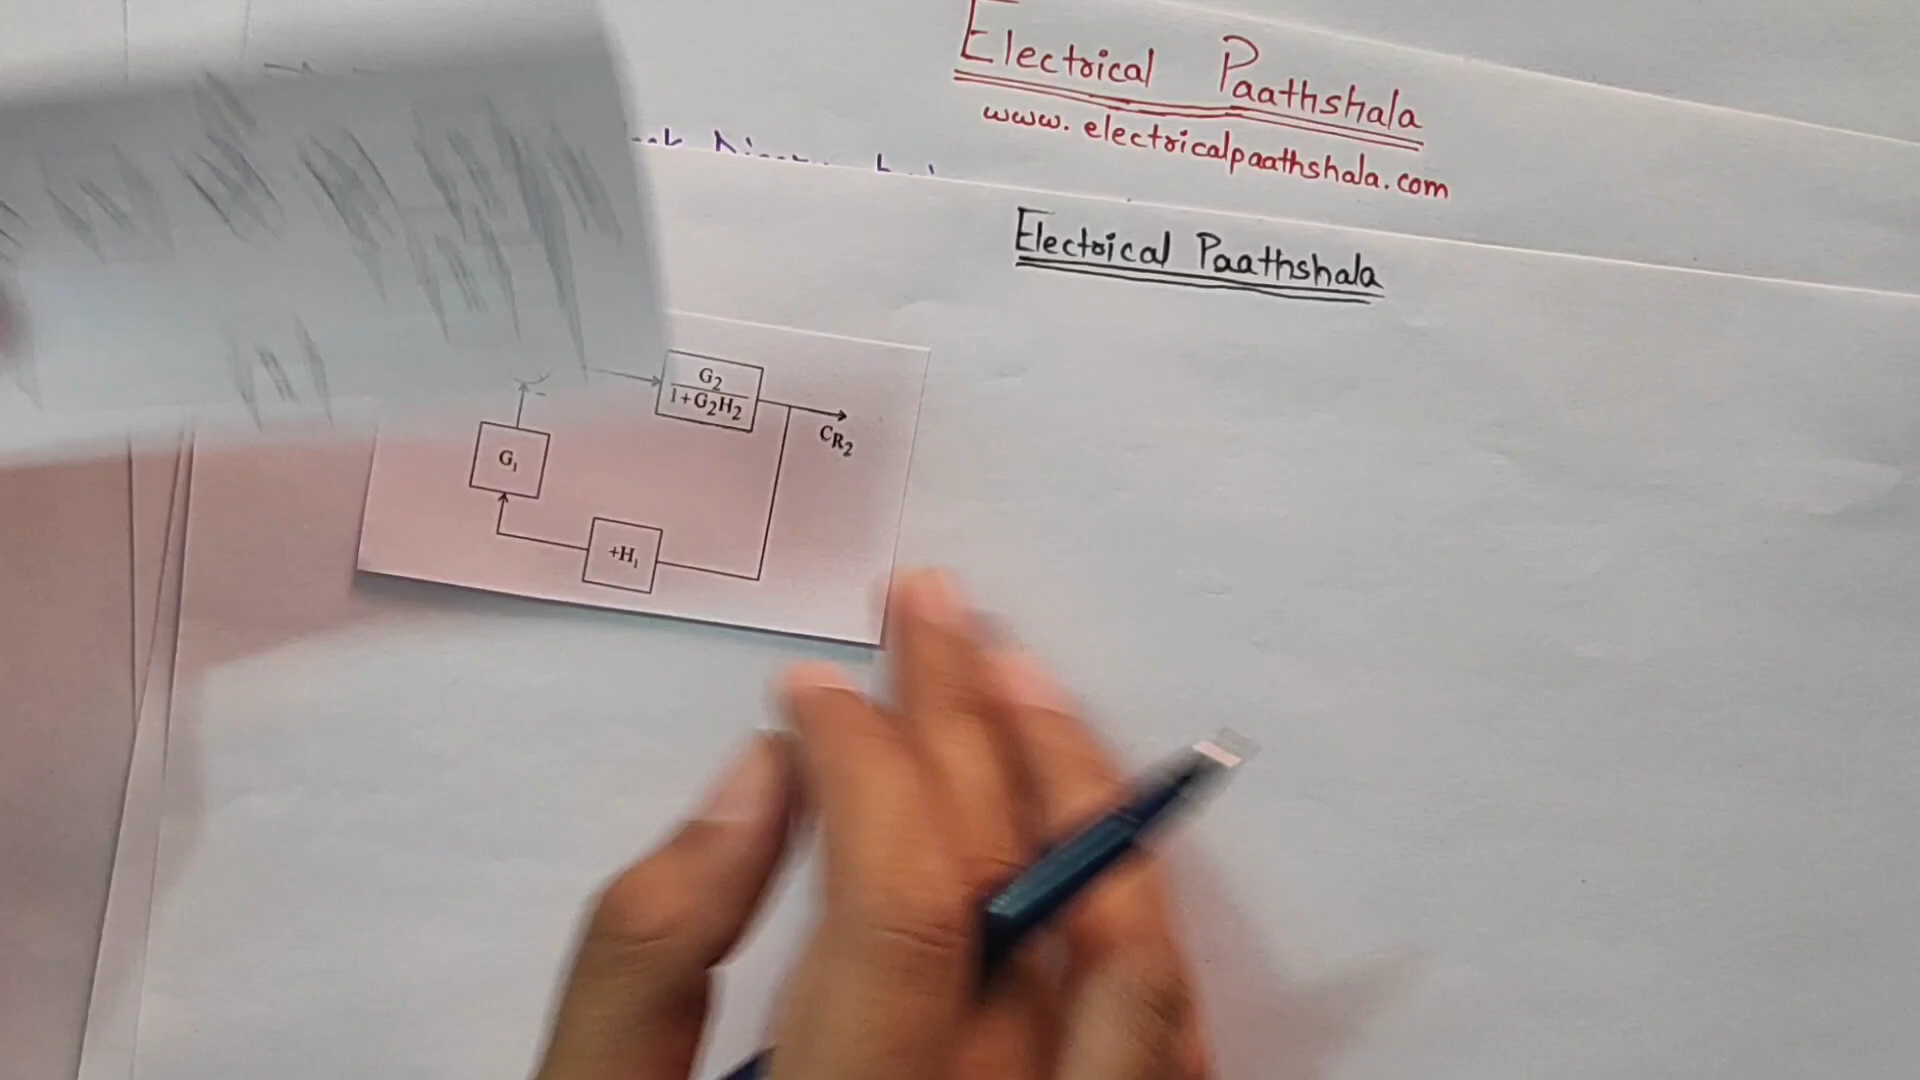 Electrical Paathshala
www.electricalpaathshala.com
Electrical Paathshala
G2
1+G2H2
CR2
G1
+H1